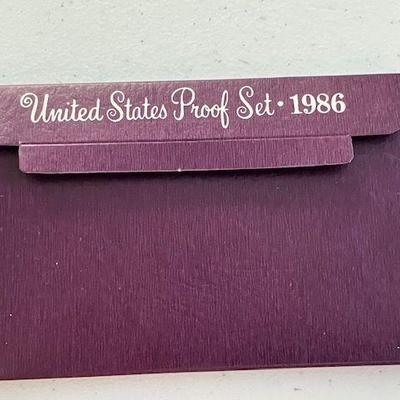 United States Proof Set · 1986